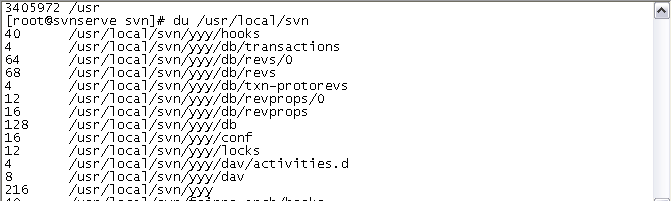 3405972 /usr
[root@svnserve svn]# du /usr/local/svn
40 /usr/local/svn/yyy/hooks
4 /usr/local/svn/yyy/db/transactions
64 /usr/local/svn/yyy/db/revs/0
68 /usr/local/svn/yyy/db/revs
4 /usr/local/svn/yyy/db/txn-protorevs
12 /usr/local/svn/yyy/db/revprops/0
16 /usr/local/svn/yyy/db/revprops
128 /usr/local/svn/yyy/db
16 /usr/local/svn/yyy/conf
12 /usr/local/svn/yyy/locks
4 /usr/local/svn/yyy/dav/activities.d
8 /usr/local/svn/yyy/dav
216 /usr/local/svn/yyy